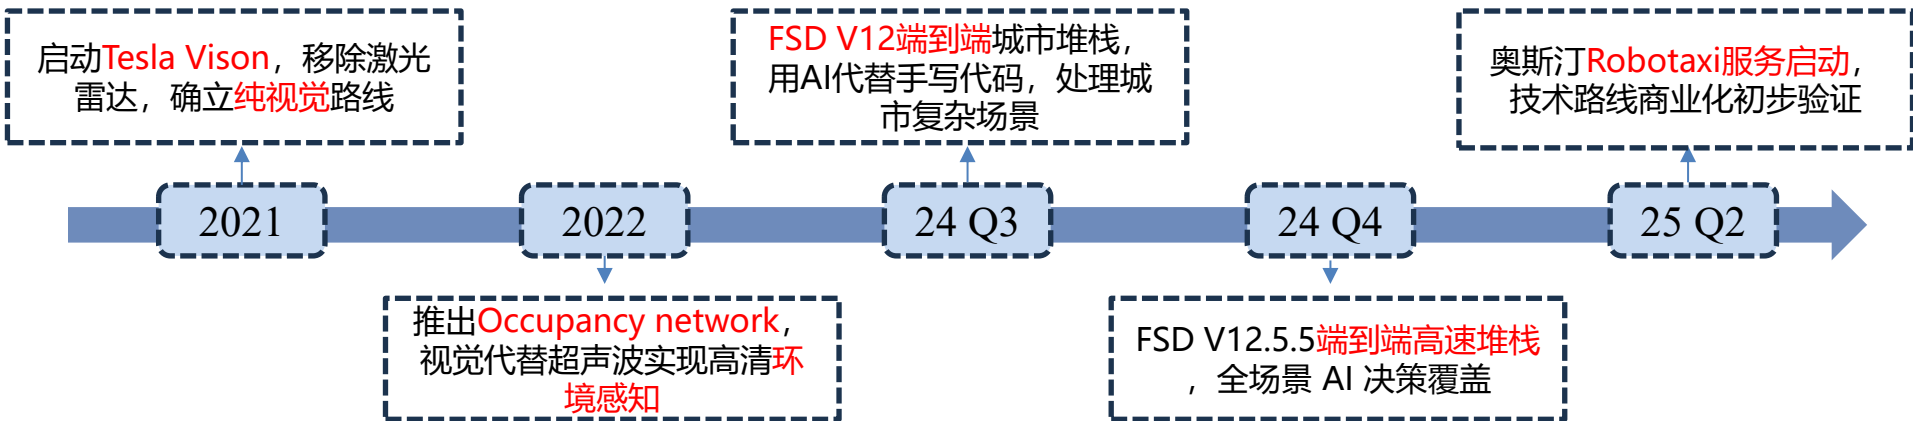 启动Tesla Vison，移除激光
雷达，确立纯视觉路线
FSD V12端到端城市堆栈，
用AI代替手写代码，处理城
市复杂场景
奥斯汀Robotaxi服务启动，
技术路线商业化初步验证
2021
2022
24 Q3
24 Q4
25 Q2
推出Occupancy network，
视觉代替超声波实现高清环
境感知
FSD V12.5.5端到端高速堆栈
，全场景 AI 决策覆盖